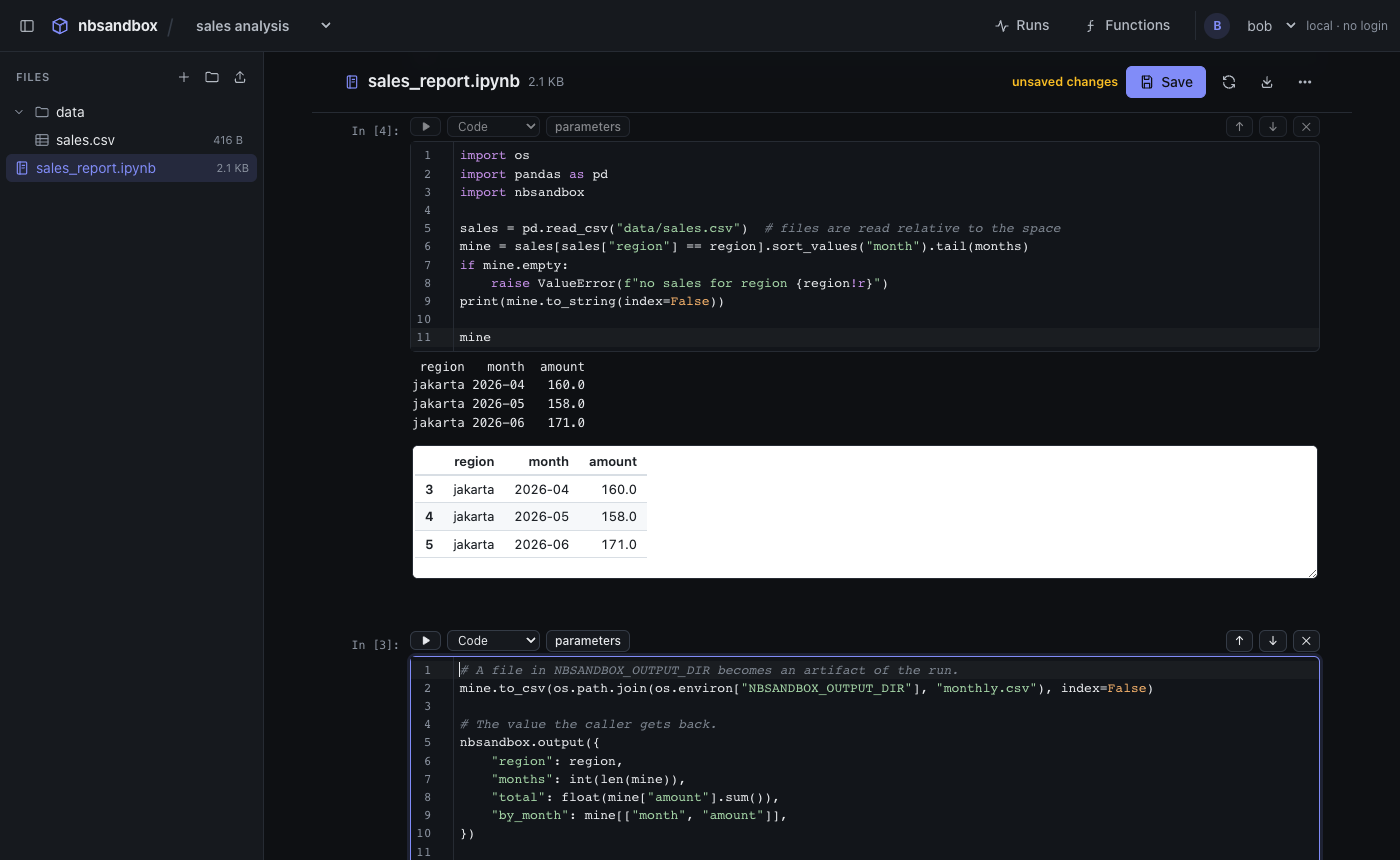 nbsandbox / sales analysis Runs Functions B bob local · no login
FILES
data
sales.csv 416 B
sales_report.ipynb 2.1 KB
sales_report.ipynb 2.1 KB unsaved changes Save
In [4]: Code parameters
1 import os
2 import pandas as pd
3 import nbsandbox
4
5 sales = pd.read_csv("data/sales.csv")  # files are read relative to the space
6 mine = sales[sales["region"] == region].sort_values("month").tail(months)
7 if mine.empty:
8     raise ValueError(f"no sales for region {region!r}")
9 print(mine.to_string(index=False))
10
11 mine
region month amount
jakarta 2026-04 160.0
jakarta 2026-05 158.0
jakarta 2026-06 171.0
region month amount
3 jakarta 2026-04 160.0
4 jakarta 2026-05 158.0
5 jakarta 2026-06 171.0
In [3]: Code parameters
1 # A file in NBSANDBOX_OUTPUT_DIR becomes an artifact of the run.
2 mine.to_csv(os.path.join(os.environ["NBSANDBOX_OUTPUT_DIR"], "monthly.csv"), index=False)
3
4 # The value the caller gets back.
5 nbsandbox.output({
6     "region": region,
7     "months": int(len(mine)),
8     "total": float(mine["amount"].sum()),
9     "by_month": mine[["month", "amount"]],
10 })
11